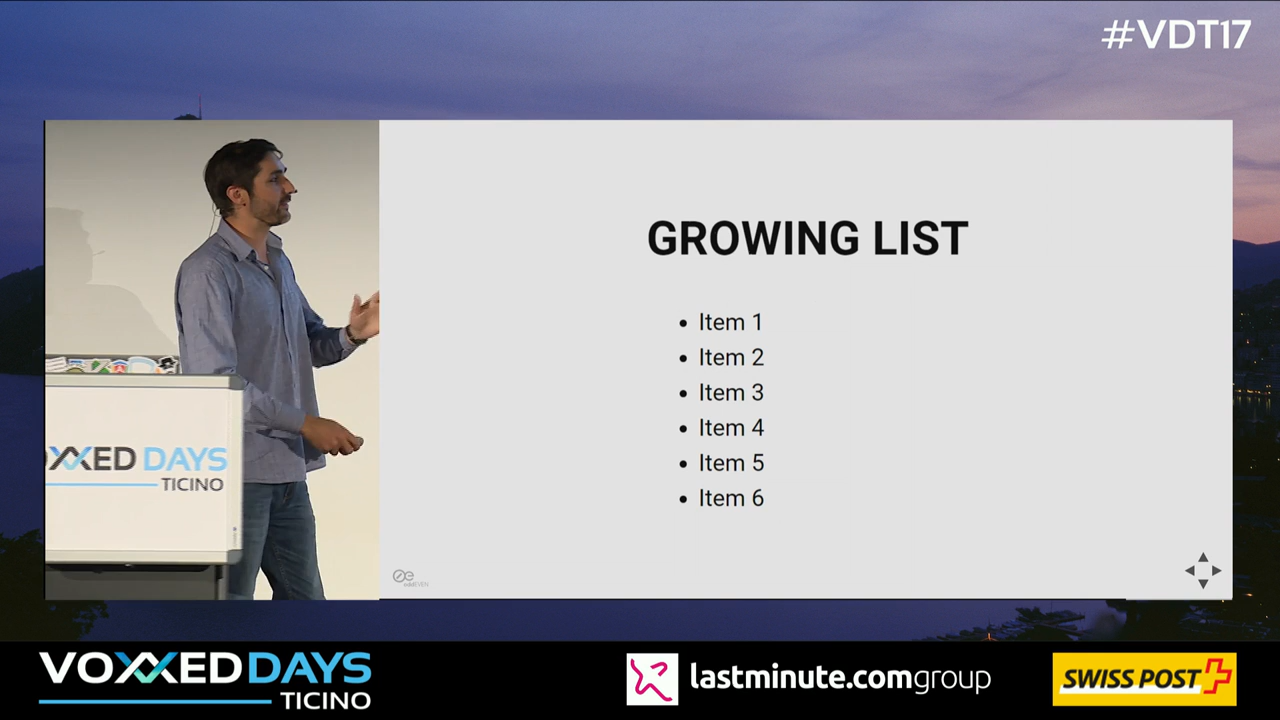 #VDT17
GROWING LIST
• Item 1
• Item 2
• Item 3
• Item 4
• Item 5
• Item 6
VOXXED DAYS
TICINO
oddEVEN
VOXXED DAYS
TICINO
lastminute.comgroup
SWISS POST